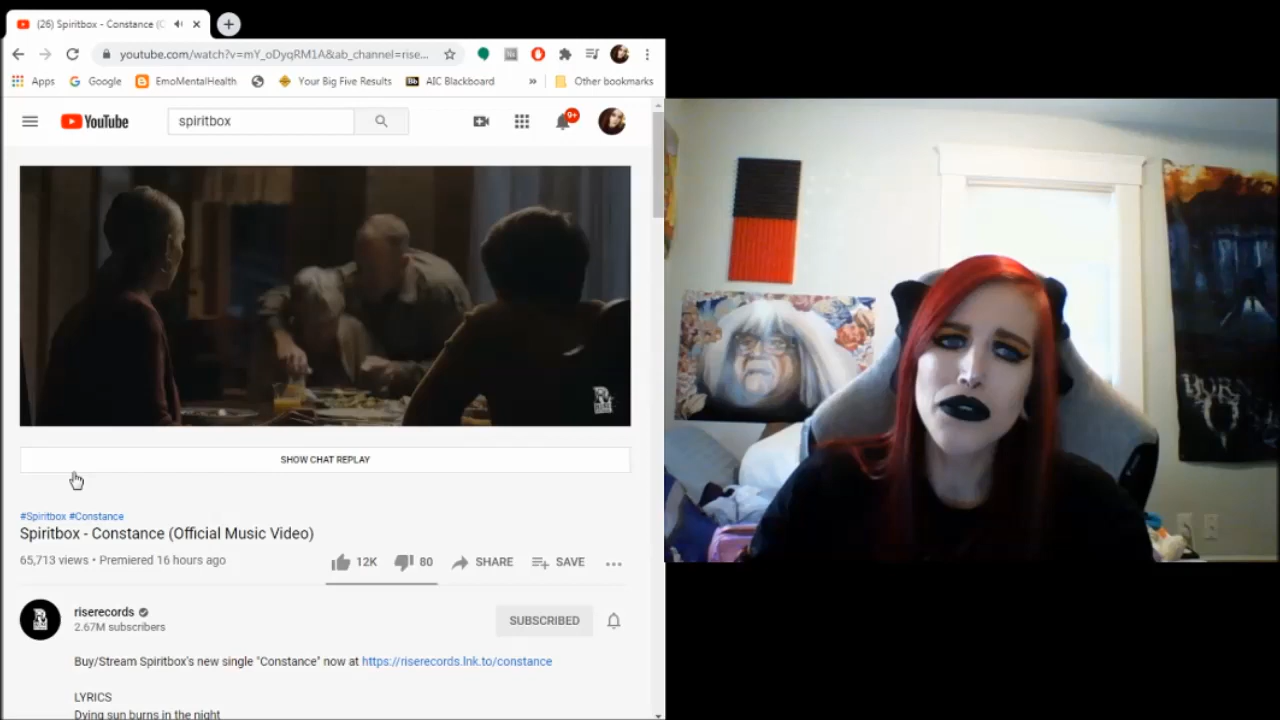 (26) Spiritbox - Constance (O
youtube.com/watch?v=mY_oDyqRM1A&ab_channel=rise...
Apps
Google
EmoMentalHealth
Your Big Five Results
Bb
AIC Blackboard
»
Other bookmarks
YouTube
spiritbox
9+
SHOW CHAT REPLAY
#Spiritbox #Constance
Spiritbox - Constance (Official Music Video)
65,713 views • Premiered 16 hours ago
12K
80
SHARE
SAVE
riserecords
2.67M subscribers
SUBSCRIBED
Buy/Stream Spiritbox's new single "Constance" now at https://riserecords.lnk.to/constance
LYRICS
Dying sun burns in the night